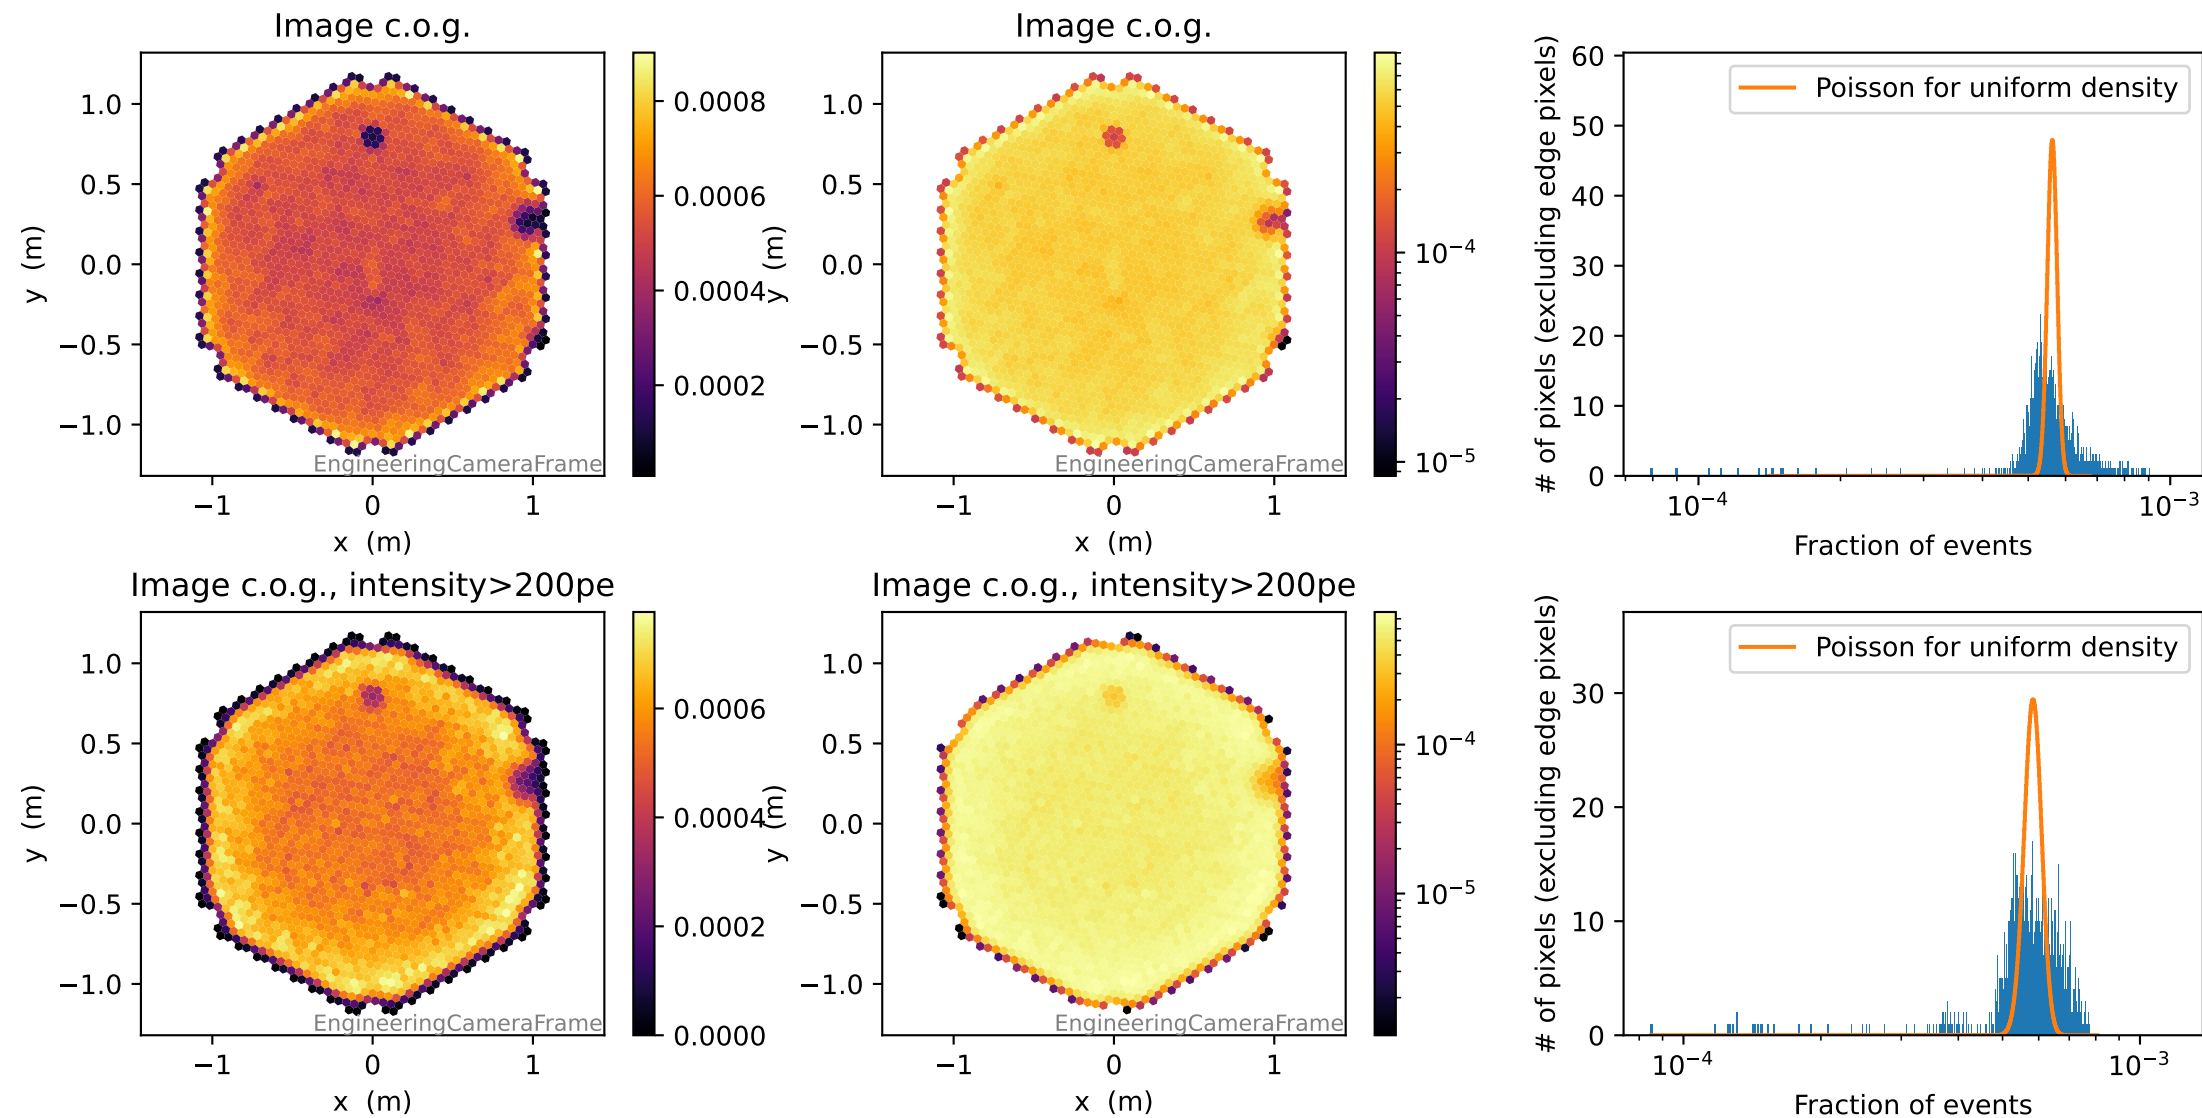 Image c.o.g.
1.0
0.5
0.0
−0.5
−1.0
y (m)
−1
0
1
x (m)
EngineeringCameraFrame
0.0008
0.0006
0.0004
0.0002
Image c.o.g.
1.0
0.5
0.0
−0.5
−1.0
y (m)
−1
0
1
x (m)
EngineeringCameraFrame
10⁻⁴
10⁻⁵
60
50
40
30
20
10
0
# of pixels (excluding edge pixels)
Poisson for uniform density
10⁻⁴
10⁻³
Fraction of events
Image c.o.g., intensity>200pe
1.0
0.5
0.0
−0.5
−1.0
y (m)
−1
0
1
x (m)
EngineeringCameraFrame
0.0006
0.0004
0.0002
0.0000
Image c.o.g., intensity>200pe
1.0
0.5
0.0
−0.5
−1.0
y (m)
−1
0
1
x (m)
EngineeringCameraFrame
10⁻⁴
10⁻⁵
30
20
10
0
# of pixels (excluding edge pixels)
Poisson for uniform density
10⁻⁴
10⁻³
Fraction of events